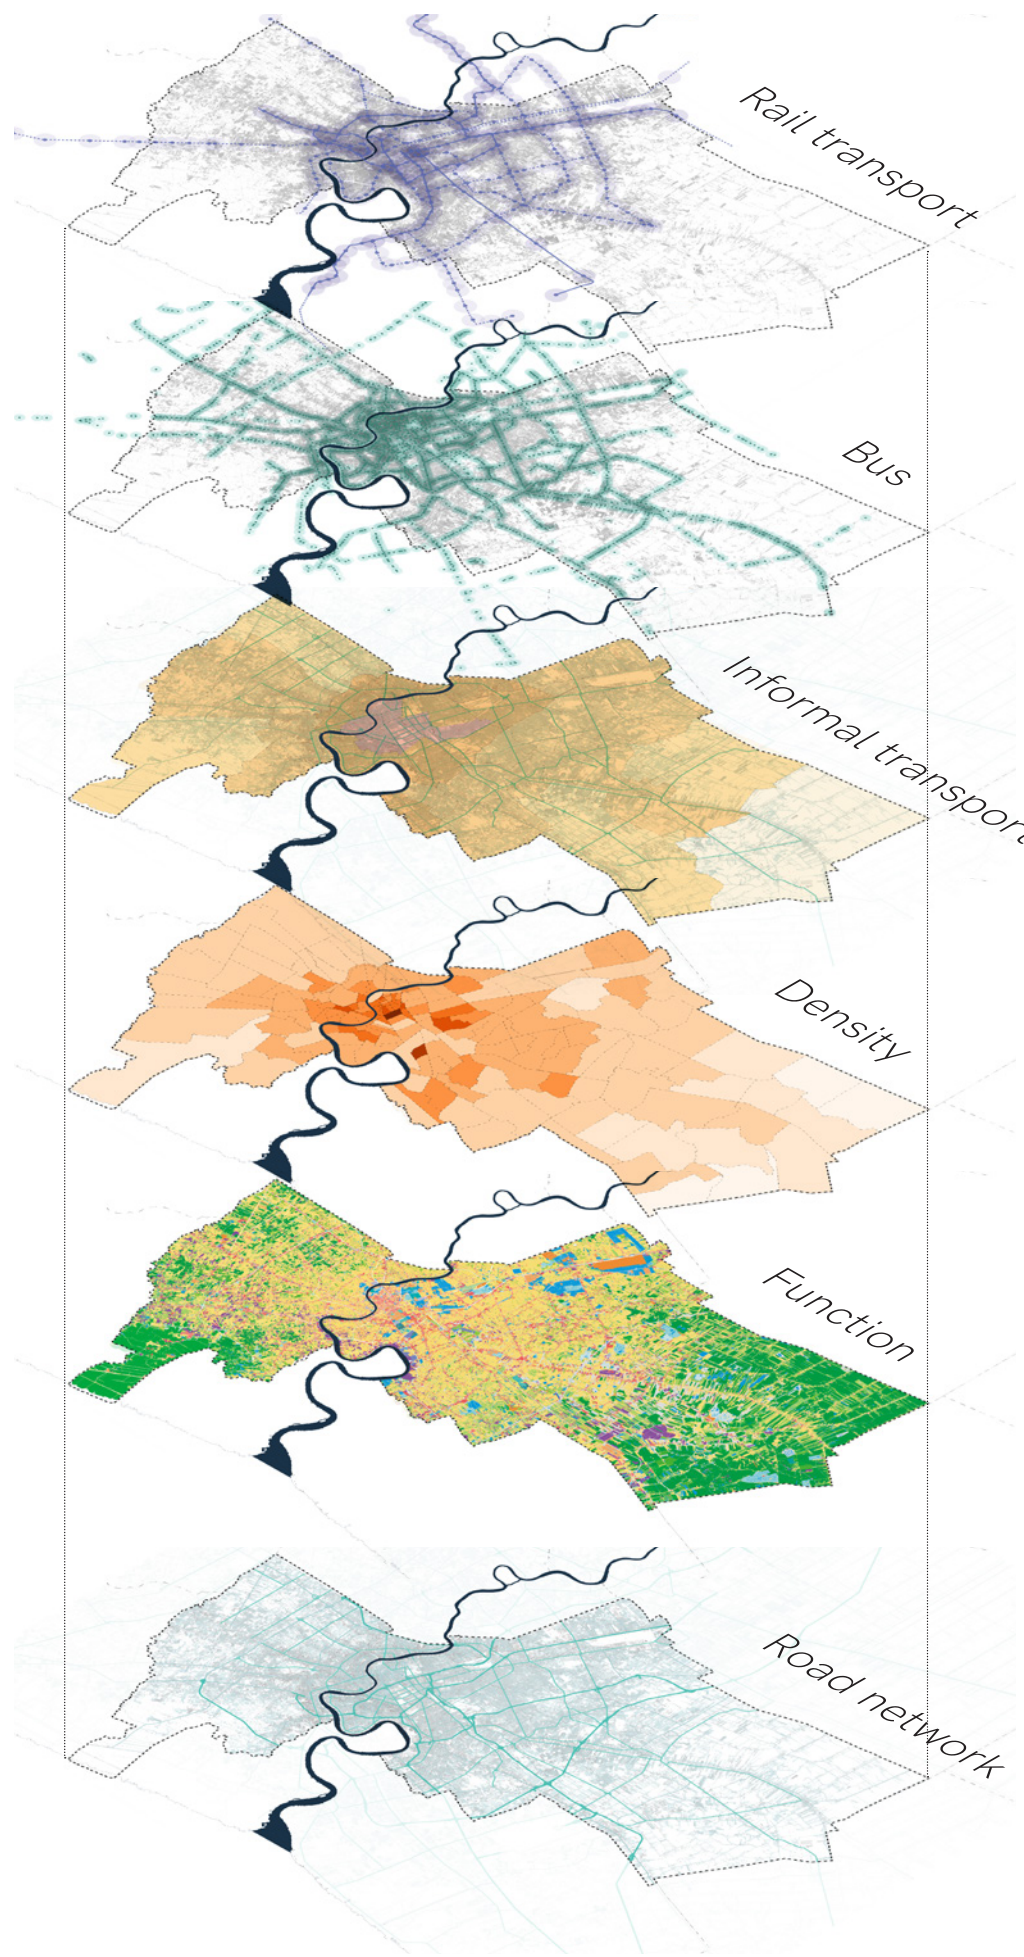 Rail transport
Bus
Informal transport
Density
Function
Road network